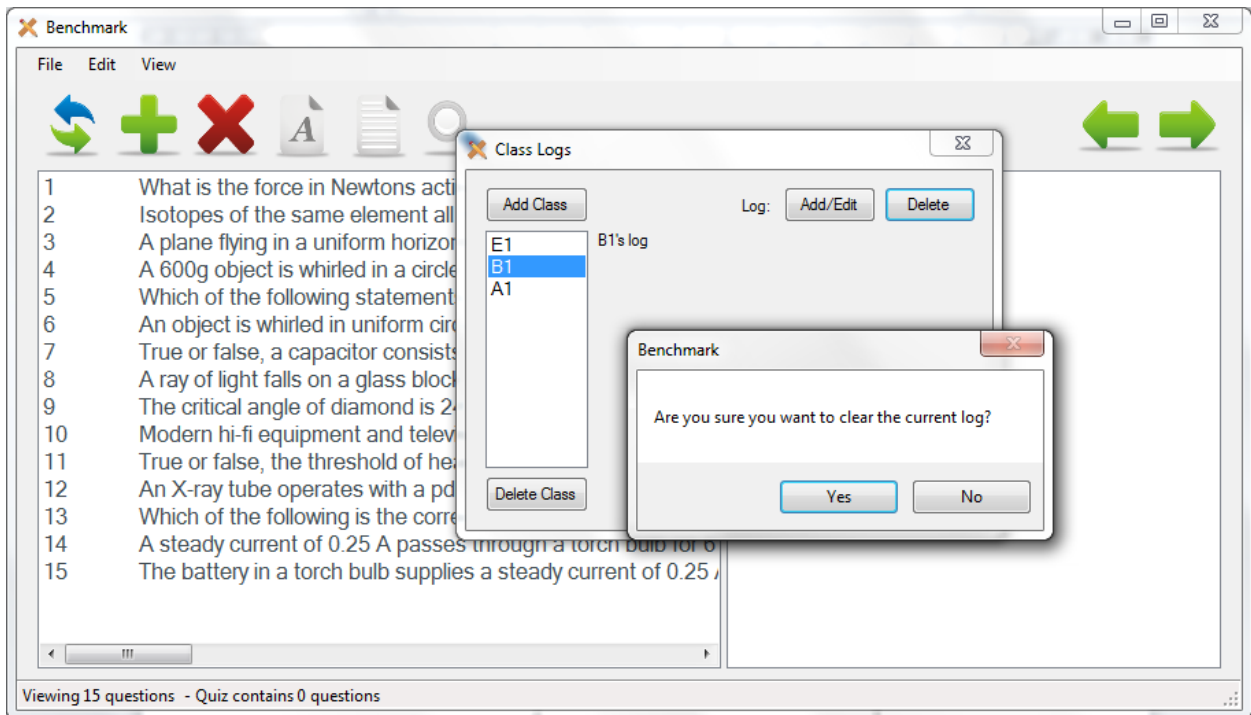 Benchmark
File Edit View
A
Class Logs
Add Class
Log: Add/Edit Delete
E1
B1
A1
B1's log
Delete Class
Benchmark
Are you sure you want to clear the current log?
Yes No
1 What is the force in Newtons acti
2 Isotopes of the same element all
3 A plane flying in a uniform horizor
4 A 600g object is whirled in a circle
5 Which of the following statement
6 An object is whirled in uniform circ
7 True or false, a capacitor consists
8 A ray of light falls on a glass block
9 The critical angle of diamond is 24
10 Modern hi-fi equipment and telev
11 True or false, the threshold of hea
12 An X-ray tube operates with a pd
13 Which of the following is the corre
14 A steady current of 0.25 A passes through a torch bulb for 6
15 The battery in a torch bulb supplies a steady current of 0.25 A
Viewing 15 questions - Quiz contains 0 questions